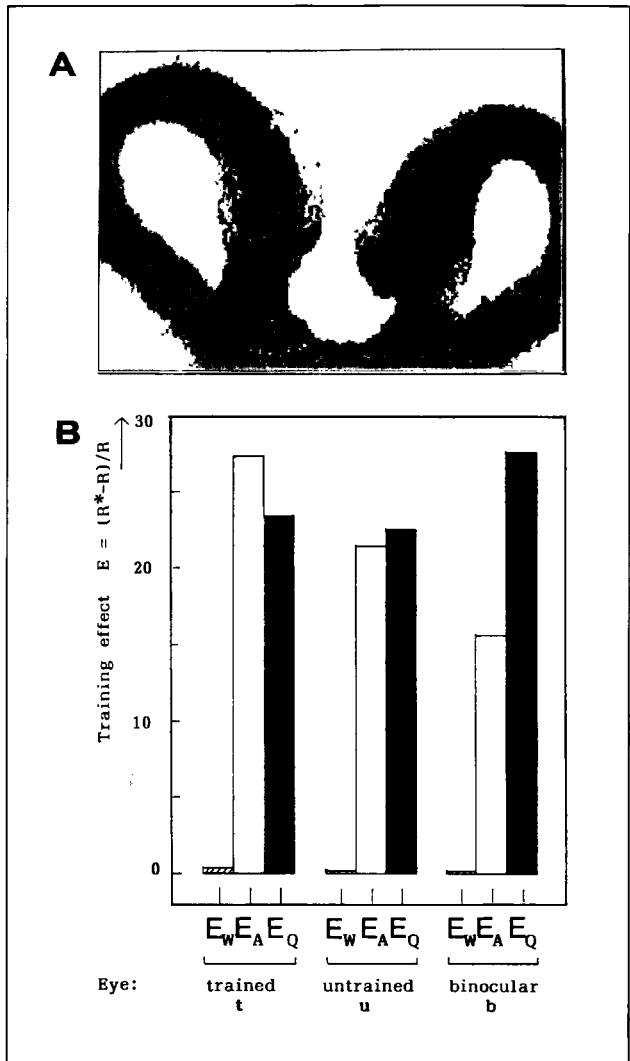 A
B
Training effect E = (R*-R)/R
30
20
10
0
E_W E_A E_Q E_W E_A E_Q E_W E_A E_Q
Eye: trained untrained binocular
t u b